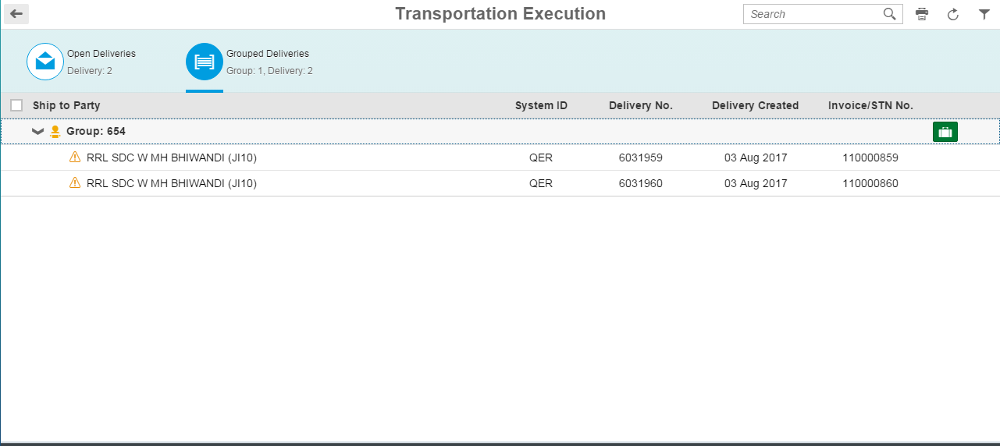 Transportation Execution
Search
Open Deliveries
Delivery: 2
Grouped Deliveries
Group: 1, Delivery: 2
Ship to Party System ID Delivery No. Delivery Created Invoice/STN No.
Group: 654
RRL SDC W MH BHIWANDI (JI10) QER 6031959 03 Aug 2017 110000859
RRL SDC W MH BHIWANDI (JI10) QER 6031960 03 Aug 2017 110000860